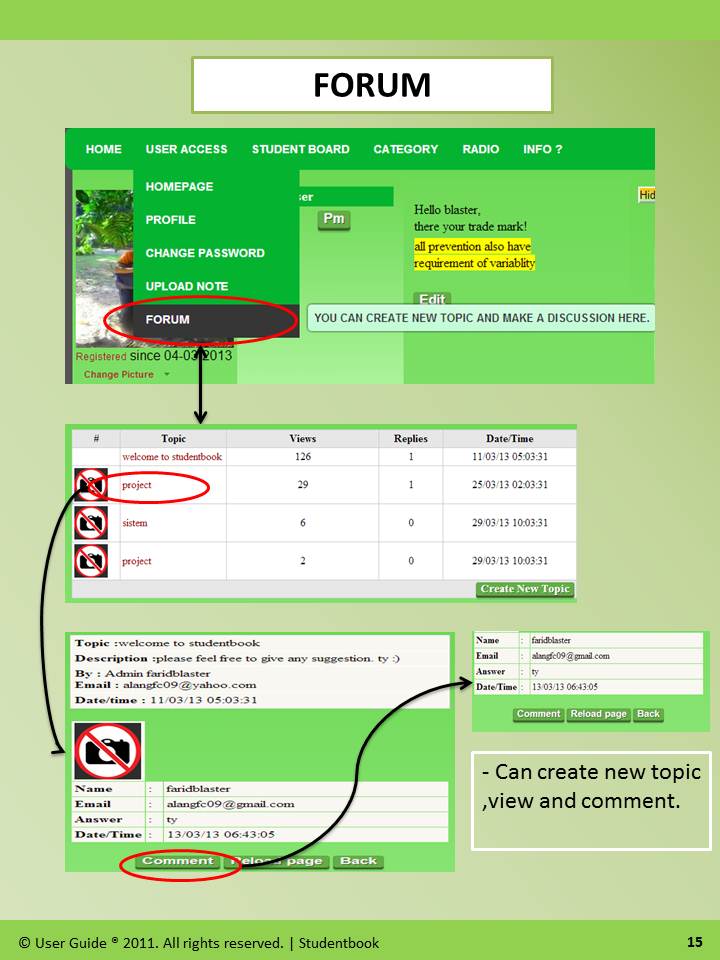 FORUM
HOME USER ACCESS STUDENT BOARD CATEGORY RADIO INFO ?
HOMEPAGE
PROFILE
CHANGE PASSWORD
UPLOAD NOTE
FORUM
Pm
Hello blaster,
there your trade mark!
all prevention also have
requirement of variablity
Edit
YOU CAN CREATE NEW TOPIC AND MAKE A DISCUSSION HERE.
Registered since 04-03-2013
Change Picture
# Topic Views Replies Date/Time
welcome to studentbook 126 1 11/03/13 05:03:31
project 29 1 25/03/13 02:03:31
sistem 6 0 29/03/13 10:03:31
project 2 0 29/03/13 10:03:31
Create New Topic
Topic :welcome to studentbook
Description :please feel free to give any suggestion. ty :)
By : Admin faridblaster
Email : alangfc09@yahoo.com
Date/time : 11/03/13 05:03:31
Name : faridblaster
Email : alangfc09@gmail.com
Answer : ty
Date/Time : 13/03/13 06:43:05
Comment Reload page Back
Name : faridblaster
Email : alangfc09@gmail.com
Answer : ty
Date/Time : 13/03/13 06:43:05
Comment Reload page Back
- Can create new topic
,view and comment.
© User Guide ® 2011. All rights reserved. | Studentbook
15